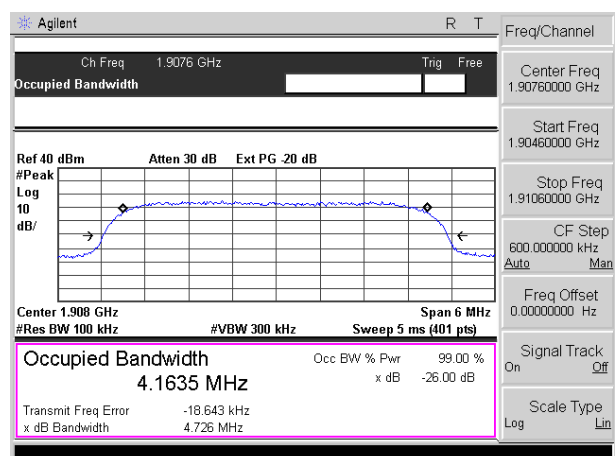 Agilent
R T
Freq/Channel
Ch Freq 1.9076 GHz Trig Free
Occupied Bandwidth
Center Freq
1.90760000 GHz
Start Freq
1.90460000 GHz
Stop Freq
1.91060000 GHz
CF Step
600.000000 kHz
Auto Man
Freq Offset
0.00000000 Hz
Signal Track
On Off
Scale Type
Log Lin
Ref 40 dBm Atten 30 dB Ext PG -20 dB
#Peak
Log
10
dB/
Center 1.908 GHz Span 6 MHz
#Res BW 100 kHz #VBW 300 kHz Sweep 5 ms (401 pts)
Occupied Bandwidth Occ BW % Pwr 99.00 %
4.1635 MHz x dB -26.00 dB
Transmit Freq Error -18.643 kHz
x dB Bandwidth 4.726 MHz